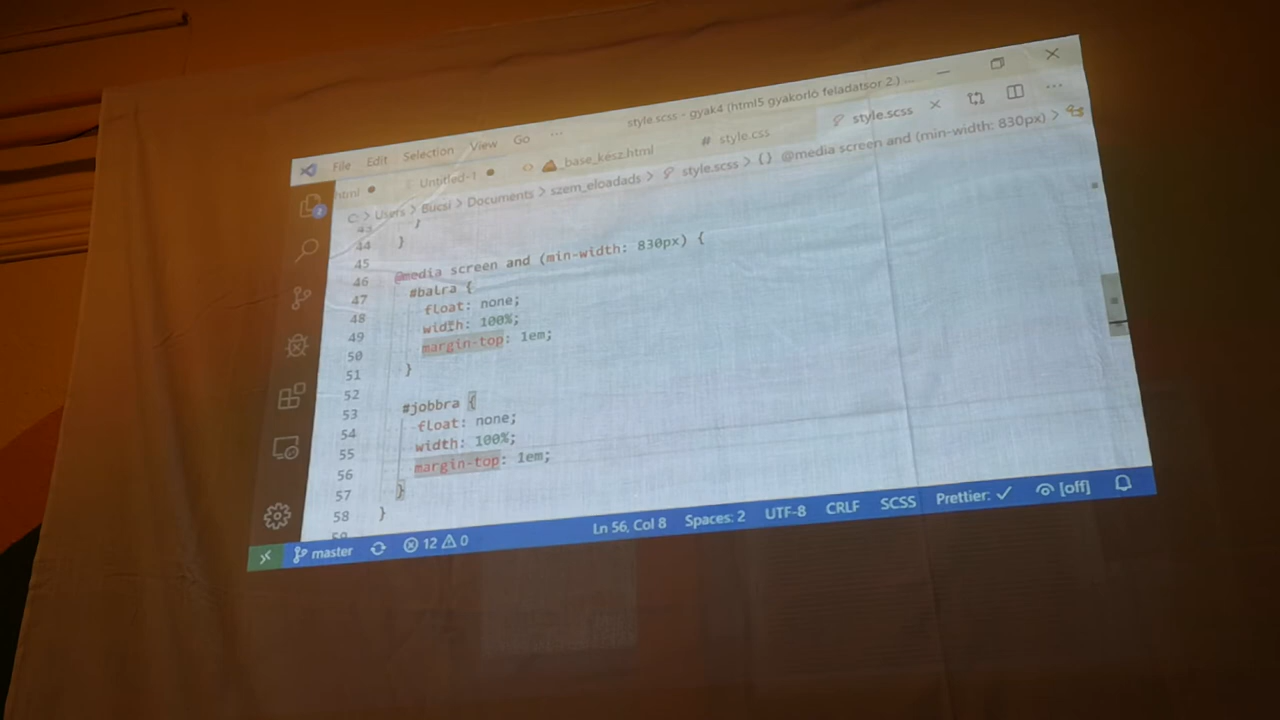 File Edit Selection View Go ··· style.scss - gyak4 (html5 gyakorló feladatsor 2.) ...
html Untitled-1 _base_kész.html # style.css style.scss
C: > Users > Bucsi > Documents > szem_eloadads > style.scss > {} @media screen and (min-width: 830px) >
43 }
44 }
45
46 @media screen and (min-width: 830px) {
47 #balra {
48 float: none;
49 width: 100%;
50 margin-top: 1em;
51 }
52
53 #jobbra {
54 float: none;
55 width: 100%;
56 margin-top: 1em;
57 }
58 }
59
master 12 0 Ln 56, Col 8 Spaces: 2 UTF-8 CRLF SCSS Prettier: ✓ [off]